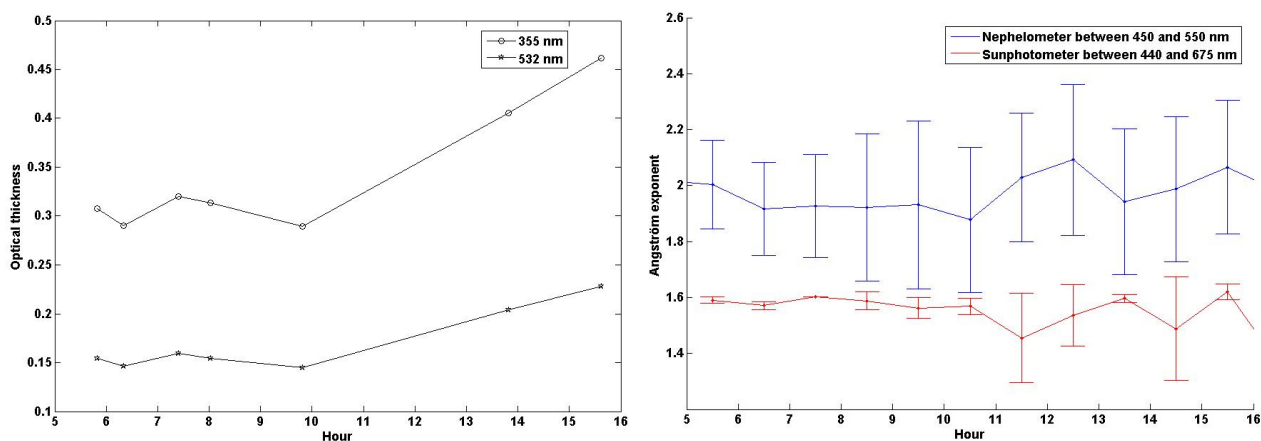 0.5
0.45
0.4
0.35
0.3
0.25
0.2
0.15
0.1
Optical thickness
355 nm
532 nm
5 6 7 8 9 10 11 12 13 14 15 16
Hour
2.6
2.4
2.2
2
1.8
1.6
1.4
Angström exponent
Nephelometer between 450 and 550 nm
Sunphotometer between 440 and 675 nm
5 6 7 8 9 10 11 12 13 14 15 16
Hour